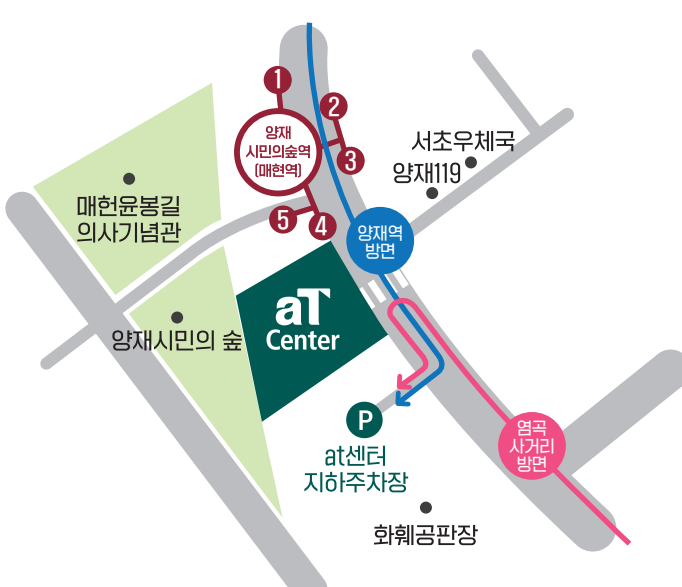 1
2
양재
시민의숲역
(매현역)
3
서초우체국
양재119
매헌윤봉길
의사기념관
5
4
양재역
방면
aT
Center
양재시민의 숲
P
at센터
지하주차장
염곡
사거리
방면
화훼공판장